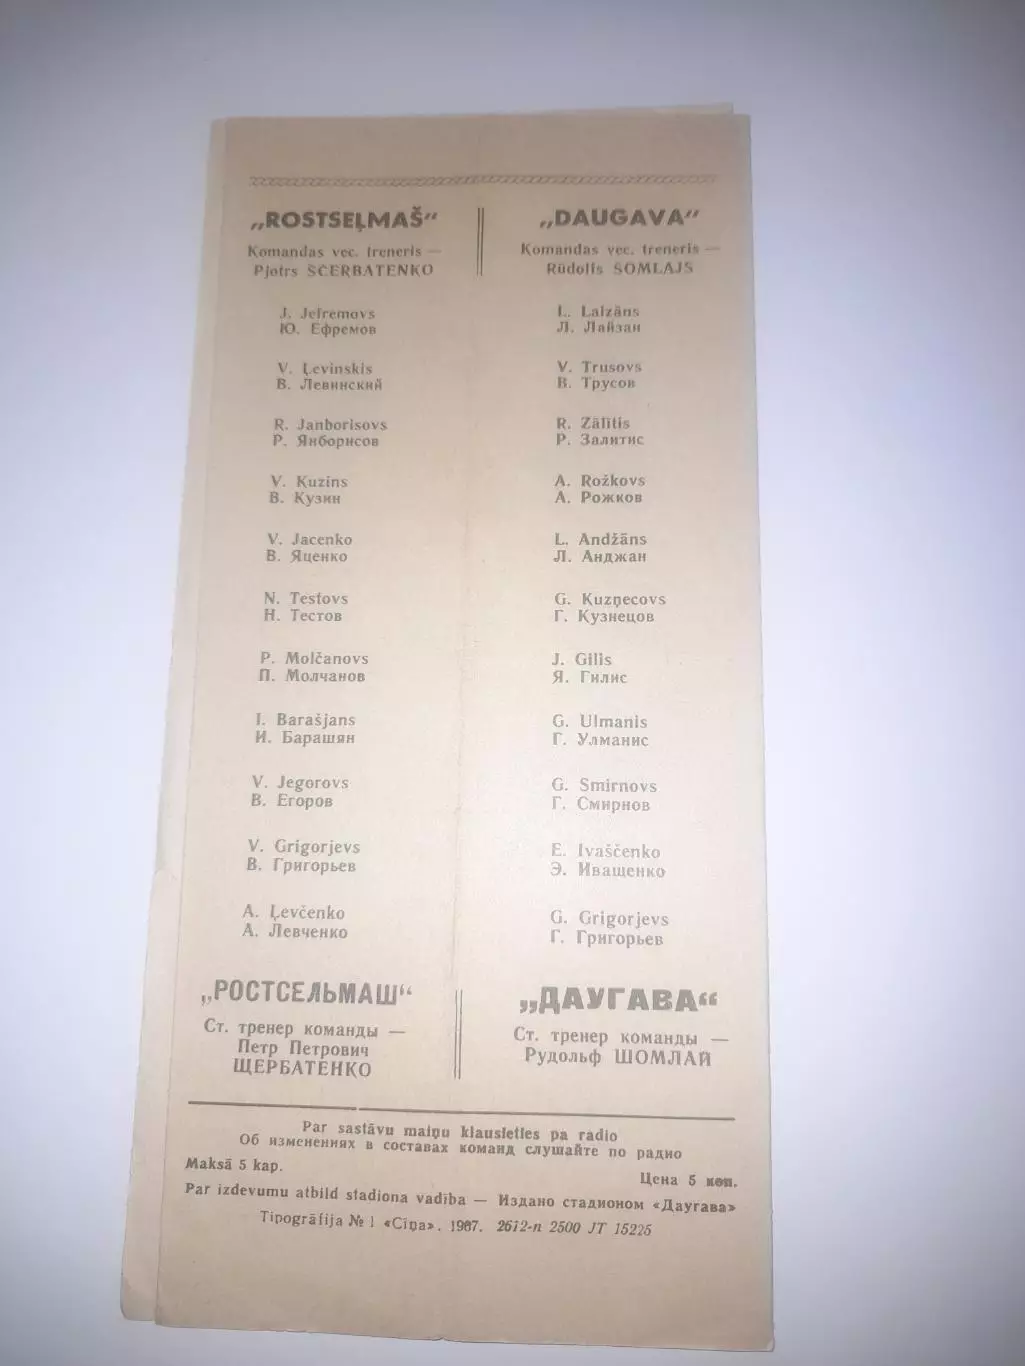 „ROSTSEĻMAŠ"
Komandas vec. treneris —
Pjotrs ŠČERBATENKO
J. Jefremovs
Ю. Ефремов
V. Ļevinskis
В. Левинский
R. Janborisovs
Р. Янборисов
V. Kuzins
В. Кузин
V. Jacenko
В. Яценко
N. Testovs
Н. Тестов
P. Molčanovs
П. Молчанов
I. Barašjans
И. Барашян
V. Jegorovs
В. Егоров
V. Grigorjevs
В. Григорьев
A. Ļevčenko
А. Левченко
„РОСТСЕЛЬМАШ"
Ст. тренер команды —
Петр Петрович
ЩЕРБАТЕНКО
„DAUGAVA"
Komandas vec. treneris —
Rūdolfs ŠOMLAJS
L. Laizāns
Л. Лайзан
V. Trusovs
В. Трусов
R. Zālītis
Р. Залитис
A. Rožkovs
А. Рожков
L. Andžāns
Л. Анджан
G. Kuzņecovs
Г. Кузнецов
J. Gilis
Я. Гилис
G. Ulmanis
Г. Улманис
G. Smirnovs
Г. Смирнов
E. Ivaščenko
Э. Иващенко
G. Grigorjevs
Г. Григорьев
„ДАУГАВА"
Ст. тренер команды —
Рудольф ШОМЛАЙ
Par sastāvu maiņu klausieties pa radio
Об изменениях в составах команд слушайте по радио
Maksā 5 kap.
Цена 5 коп.
Par izdevumu atbild stadiona vadība — Издано стадионом «Даугава»
Tipogrāfija № 1 «Cīņa». 1967. 2612-п 2500 JT 15225